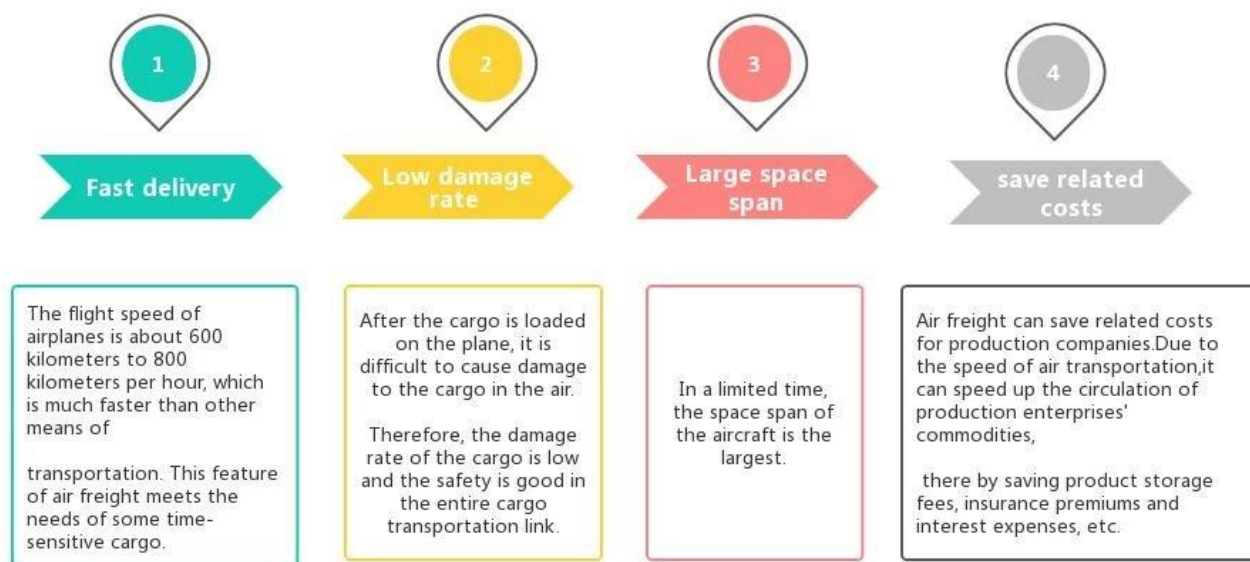 1
2
3
4
Fast delivery
Low damage
rate
Large space
span
save related
costs
The flight speed of
airplanes is about 600
kilometers to 800
kilometers per hour, which
is much faster than other
means of
transportation. This feature
of air freight meets the
needs of some time-
sensitive cargo.
After the cargo is loaded
on the plane, it is
difficult to cause damage
to the cargo in the air.
Therefore, the damage
rate of the cargo is low
and the safety is good in
the entire cargo
transportation link.
In a limited time,
the space span of
the aircraft is the
largest.
Air freight can save related costs
for production companies.Due to
the speed of air transportation,it
can speed up the circulation of
production enterprises'
commodities,
there by saving product storage
fees, insurance premiums and
interest expenses, etc.